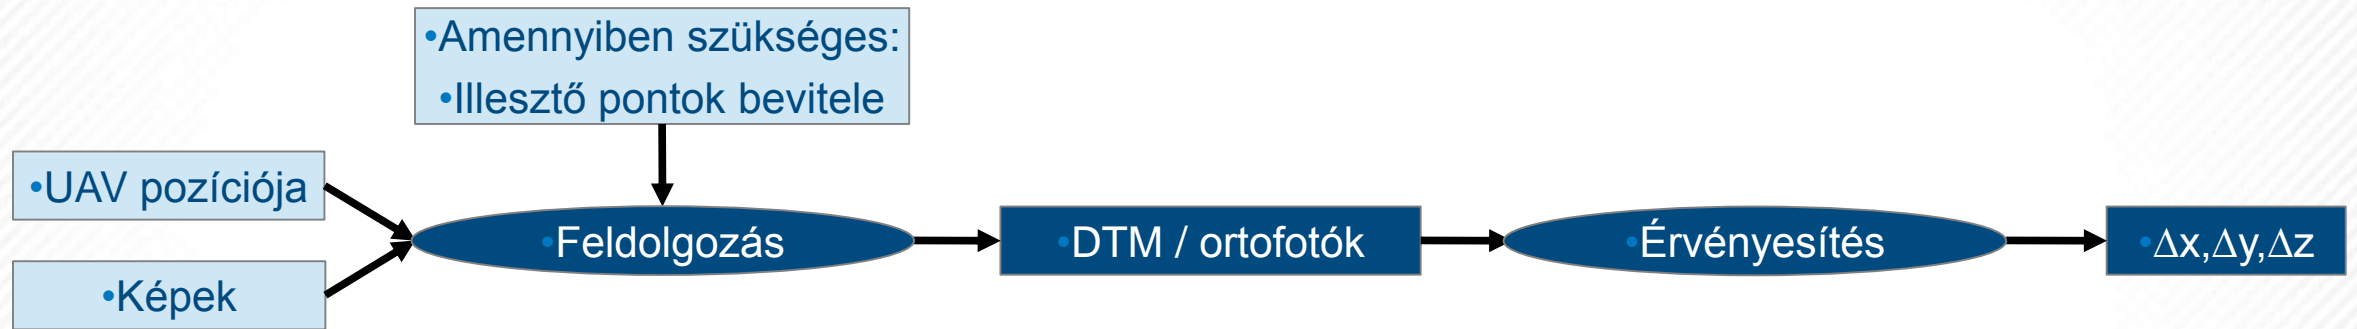 •Amennyiben szükséges:
•Illesztő pontok bevitele
•UAV pozíciója
•Képek
•Feldolgozás
•DTM / ortofotók
•Érvényesítés
•Δx,Δy,Δz